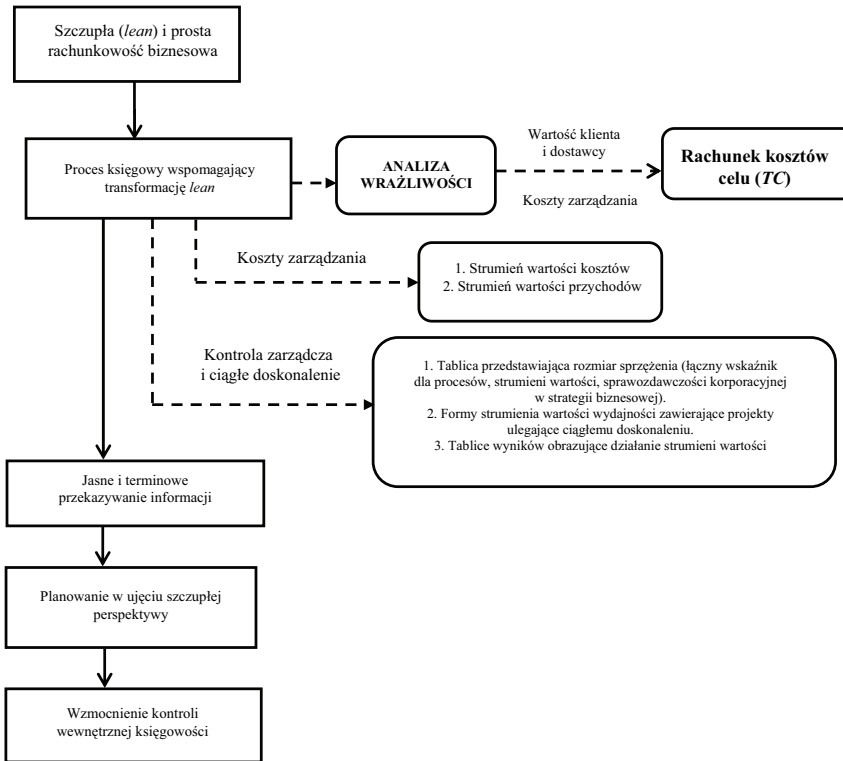 Szczupła (lean) i prosta
rachunkowość biznesowa
Proces księgowy wspomagający
transformację lean
ANALIZA
WRAŻLIWOŚCI
Wartość klienta
i dostawcy
Koszty zarządzania
Rachunek kosztów
celu (TC)
Koszty zarządzania
1. Strumień wartości kosztów
2. Strumień wartości przychodów
Kontrola zarządcza
i ciągłe doskonalenie
1. Tablica przedstawiająca rozmiar sprzężenia (łączny wskaźnik
dla procesów, strumieni wartości, sprawozdawczości korporacyjnej
w strategii biznesowej).
2. Formy strumienia wartości wydajności zawierające projekty
ulegające ciągłemu doskonaleniu.
3. Tablice wyników obrazujące działanie strumieni wartości
Jasne i terminowe
przekazywanie informacji
Planowanie w ujęciu szczupłej
perspektywy
Wzmocnienie kontroli
wewnętrznej księgowości